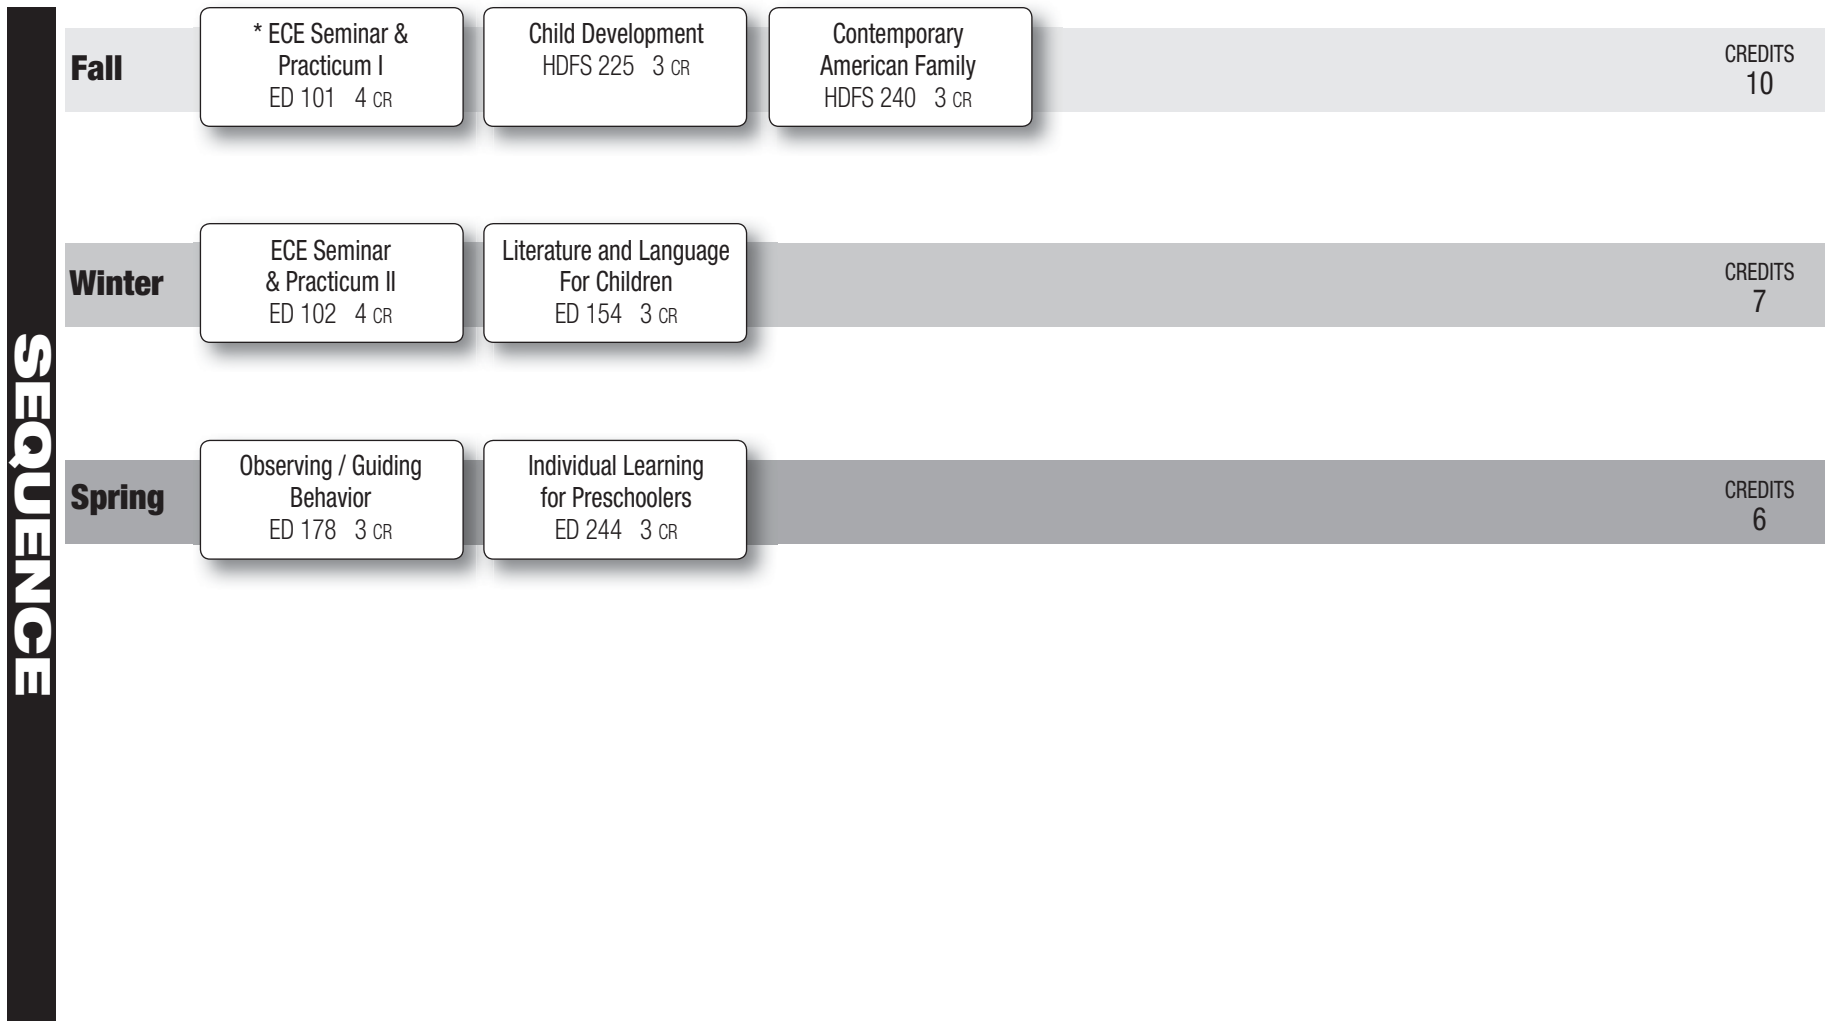 SEQUENCE
Fall
* ECE Seminar &
Practicum I
ED 101 4 CR
Child Development
HDFS 225 3 CR
Contemporary
American Family
HDFS 240 3 CR
CREDITS
10
Winter
ECE Seminar
& Practicum II
ED 102 4 CR
Literature and Language
For Children
ED 154 3 CR
CREDITS
7
Spring
Observing / Guiding
Behavior
ED 178 3 CR
Individual Learning
for Preschoolers
ED 244 3 CR
CREDITS
6